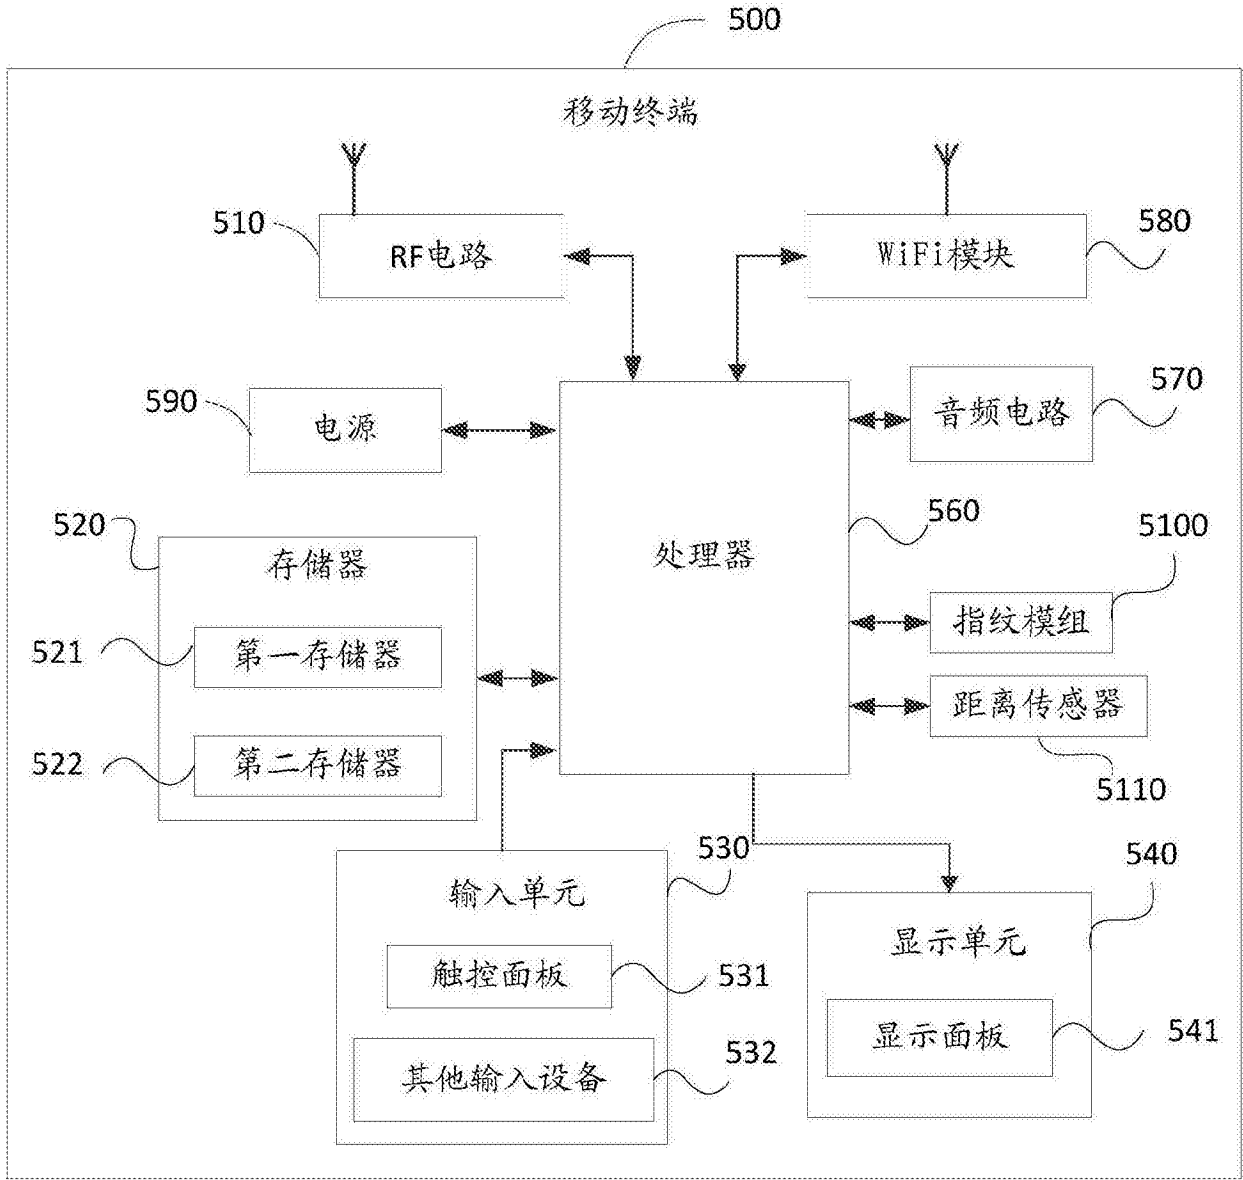 500
移动终端
510
RF电路
WiFi模块
580
590
电源
音频电路
570
520
存储器
处理器
560
5100
521
第一存储器
指纹模组
距离传感器
522
第二存储器
5110
530
540
输入单元
显示单元
触控面板
531
显示面板
541
其他输入设备
532